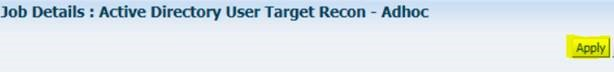 Job Details : Active Directory User Target Recon - Adhoc
Apply